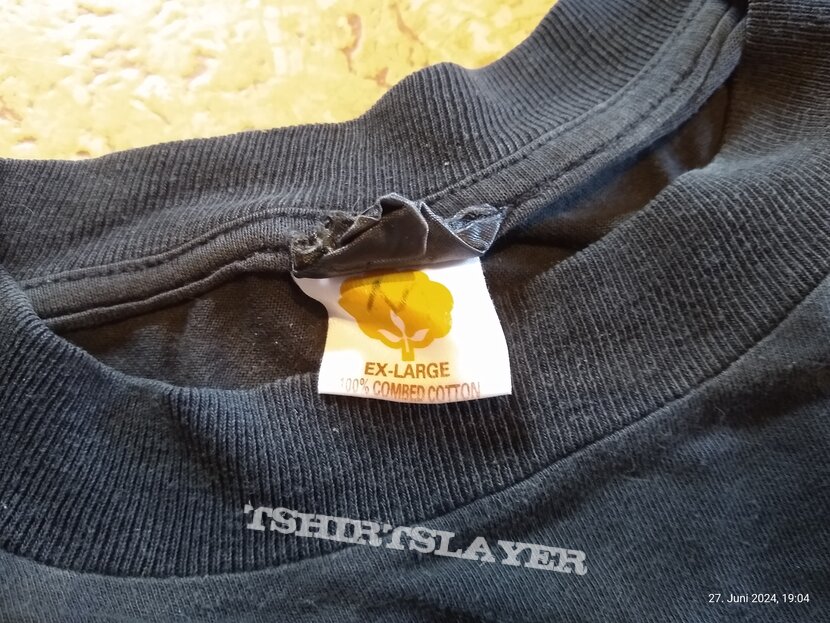 EX-LARGE
100% COMBED COTTON
TSHIRTSLAYER
27. Juni 2024, 19:04